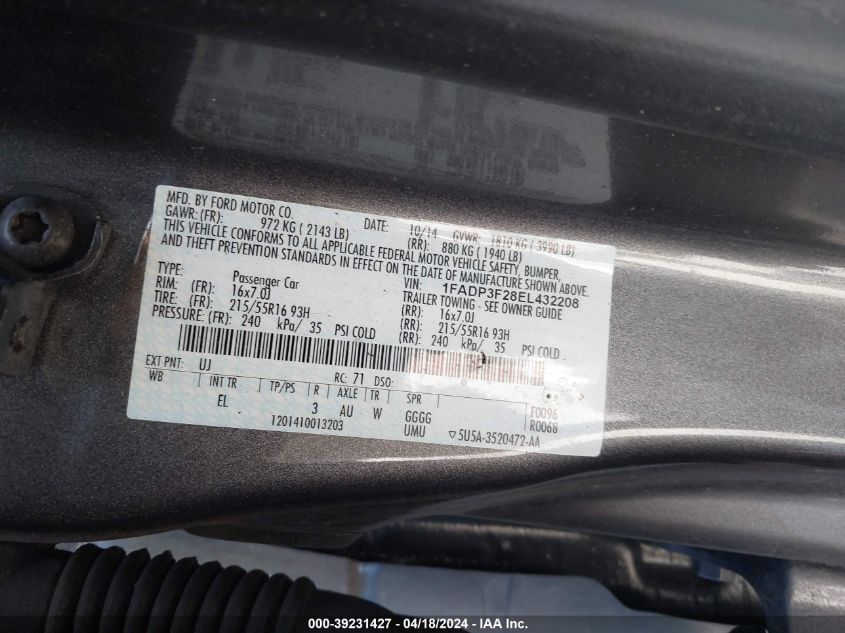 MFD. BY FORD MOTOR CO. DATE: 10/14 GVWR: 1810 KG ( 3990 LB)
GAWR: (FR): 972 KG ( 2143 LB) (RR): 880 KG ( 1940 LB)
THIS VEHICLE CONFORMS TO ALL APPLICABLE FEDERAL MOTOR VEHICLE SAFETY, BUMPER,
AND THEFT PREVENTION STANDARDS IN EFFECT ON THE DATE OF MANUFACTURE SHOWN ABOVE.
VIN: 1FADP3F28EL432208
TYPE: Passenger Car TRAILER TOWING - SEE OWNER GUIDE
RIM: (FR): 16x7.0J (RR): 16x7.0J
TIRE: (FR): 215/55R16 93H (RR): 215/55R16 93H
PRESSURE: (FR): 240 kPa/ 35 PSI COLD (RR): 240 kPa/ 35 PSI COLD
EXT PNT: UJ RC: 71 DSO:
WB INT TR TP/PS R AXLE TR SPR F0096
EL 3 AU W GGGG R0068
1201410013203 UMU ▽5U5A-3520472-AA
000-39231427 - 04/18/2024 - © IAA Holdings, LLC